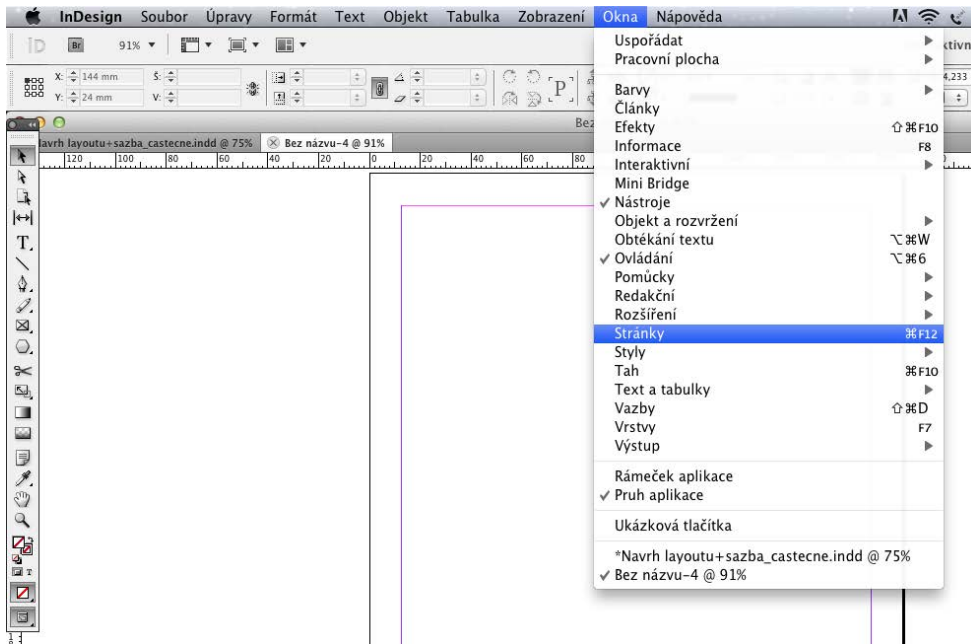 InDesign Soubor Úpravy Formát Text Objekt Tabulka Zobrazení Okna Nápověda
Br 91%
X: 144 mm Š:
Y: 24 mm V:
P
4,233
*Navrh layoutu+sazba_castecne.indd @ 75% Bez názvu-4 @ 91%
120 100 80 60 40 20 0 20 40 60 80
Uspořádat
Pracovní plocha
Barvy
Články
Efekty ⇧⌘F10
Informace F8
Interaktivní
Mini Bridge
✓ Nástroje
Objekt a rozvržení
Obtékání textu ⌥⌘W
✓ Ovládání ⌥⌘6
Pomůcky
Redakční
Rozšíření
Stránky ⌘F12
Styly
Tah ⌘F10
Text a tabulky
Vazby ⇧⌘D
Vrstvy F7
Výstup
Rámeček aplikace
✓ Pruh aplikace
Ukázková tlačítka
*Navrh layoutu+sazba_castecne.indd @ 75%
✓ Bez názvu-4 @ 91%